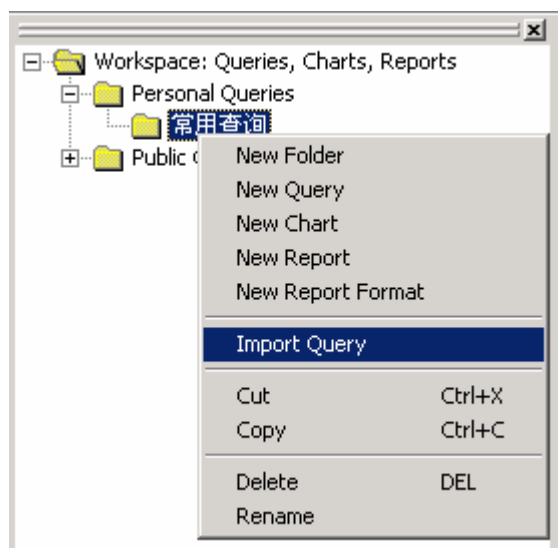 Workspace: Queries, Charts, Reports
Personal Queries
常用查询
Public
New Folder
New Query
New Chart
New Report
New Report Format
Import Query
Cut Ctrl+X
Copy Ctrl+C
Delete DEL
Rename